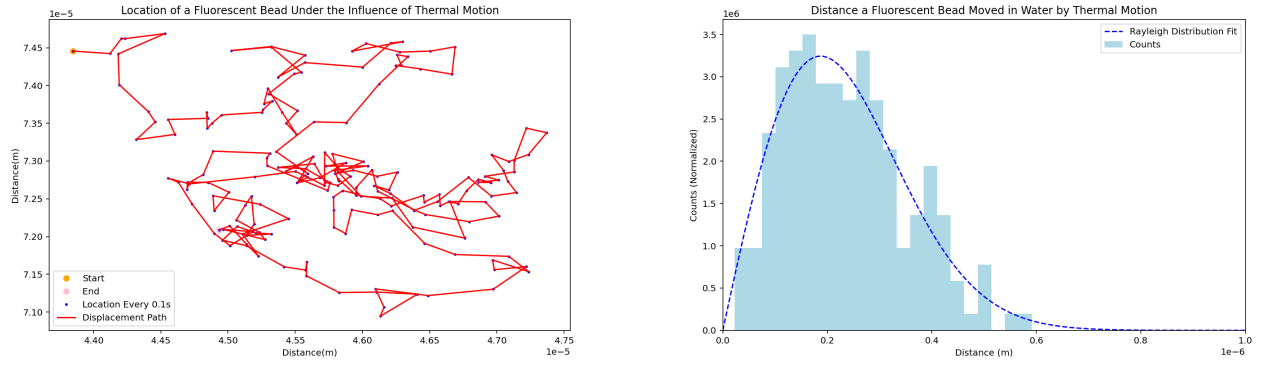 Location of a Fluorescent Bead Under the Influence of Thermal Motion
1e−5
7.45
7.40
7.35
7.30
7.25
7.20
7.15
7.10
Distance(m)
Start
End
Location Every 0.1s
Displacement Path
4.40
4.45
4.50
4.55
4.60
4.65
4.70
4.75
1e−5
Distance(m)
Distance a Fluorescent Bead Moved in Water by Thermal Motion
1e6
3.5
3.0
2.5
2.0
1.5
1.0
0.5
0.0
Counts (Normalized)
Rayleigh Distribution Fit
Counts
0.0
0.2
0.4
0.6
0.8
1.0
1e−6
Distance (m)